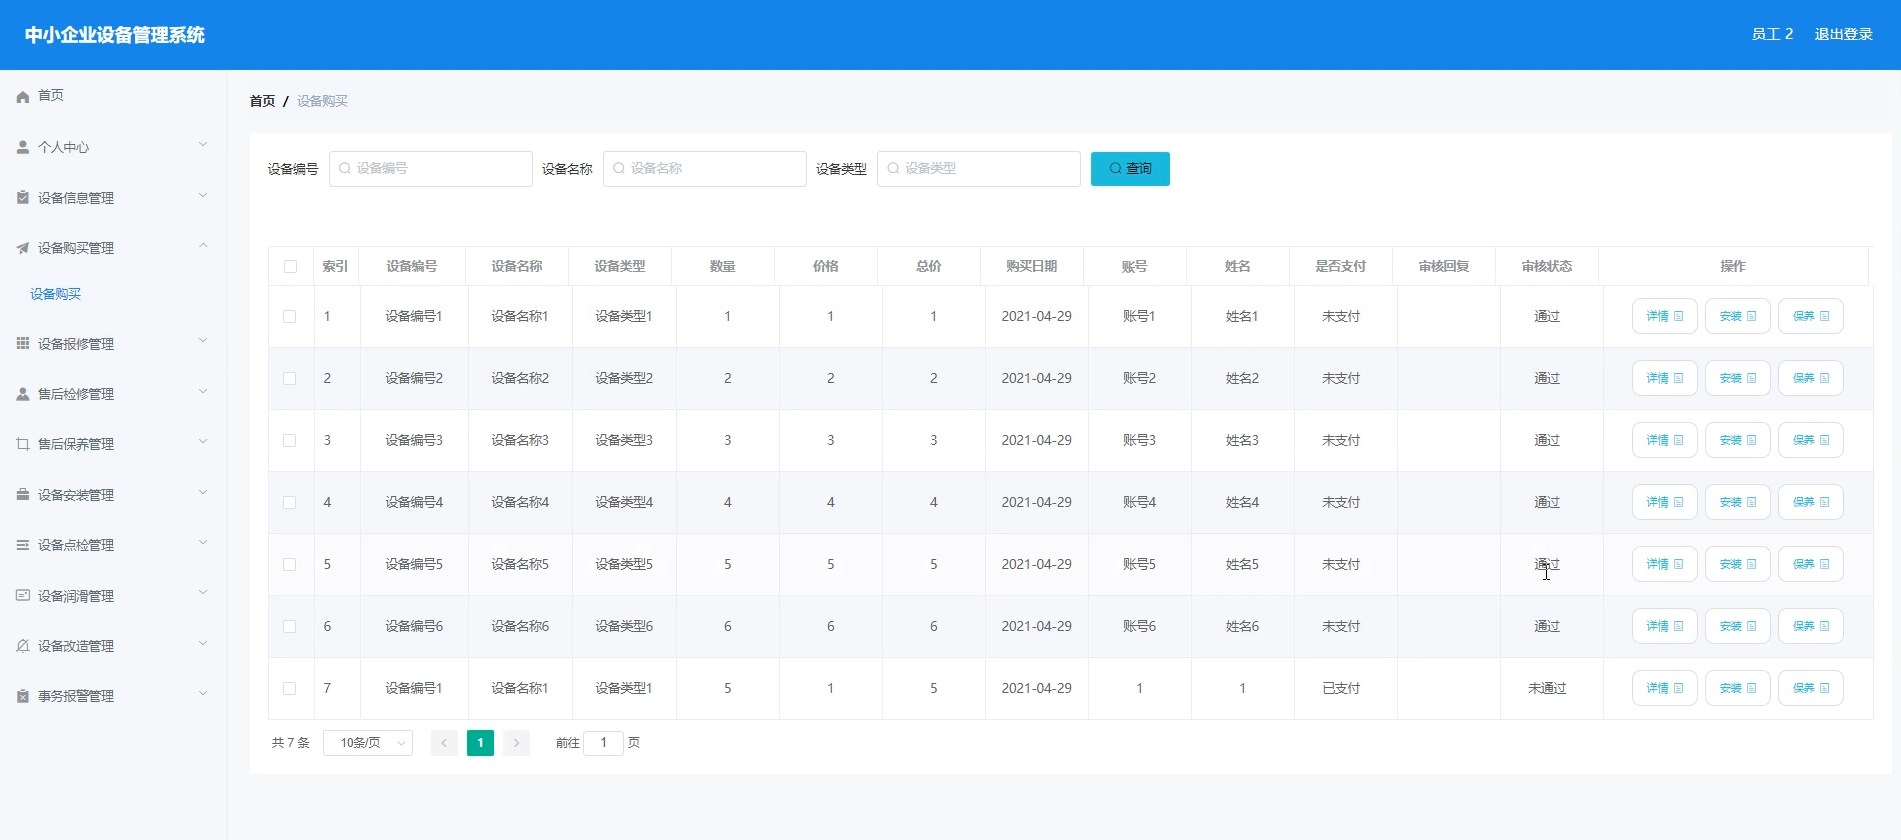 中小企业设备管理系统
员工 2 退出登录
首页
个人中心
设备信息管理
设备购买管理
设备购买
设备报修管理
售后检修管理
售后保养管理
设备安装管理
设备点检管理
设备润滑管理
设备改造管理
事务报警管理
首页 / 设备购买
设备编号 设备编号 设备名称 设备名称 设备类型 设备类型 查询
索引 设备编号 设备名称 设备类型 数量 价格 总价 购买日期 账号 姓名 是否支付 审核回复 审核状态 操作
1 设备编号1 设备名称1 设备类型1 1 1 1 2021-04-29 账号1 姓名1 未支付 通过 详情 安装 保养
2 设备编号2 设备名称2 设备类型2 2 2 2 2021-04-29 账号2 姓名2 未支付 通过 详情 安装 保养
3 设备编号3 设备名称3 设备类型3 3 3 3 2021-04-29 账号3 姓名3 未支付 通过 详情 安装 保养
4 设备编号4 设备名称4 设备类型4 4 4 4 2021-04-29 账号4 姓名4 未支付 通过 详情 安装 保养
5 设备编号5 设备名称5 设备类型5 5 5 5 2021-04-29 账号5 姓名5 未支付 通过 详情 安装 保养
6 设备编号6 设备名称6 设备类型6 6 6 6 2021-04-29 账号6 姓名6 未支付 通过 详情 安装 保养
7 设备编号1 设备名称1 设备类型1 5 1 5 2021-04-29 1 1 已支付 未通过 详情 安装 保养
共 7 条 10条/页 1 前往 1 页